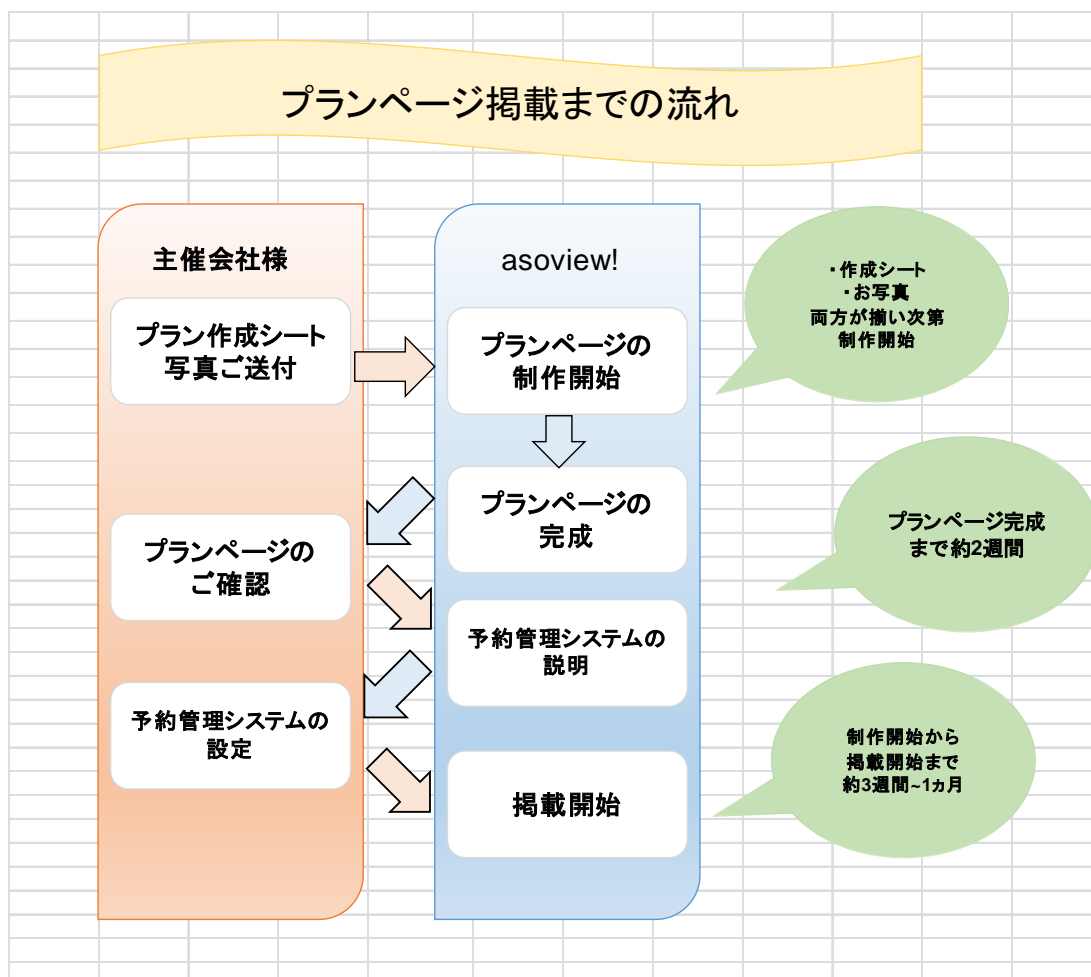 プランページ掲載までの流れ
主催会社様
asoview!
プラン作成シート
写真ご送付
プランページの
制作開始
・作成シート
・お写真
両方が揃い次第
制作開始
プランページの
完成
プランページ完成
まで約2週間
プランページの
ご確認
予約管理システムの
説明
予約管理システムの
設定
掲載開始
制作開始から
掲載開始まで
約3週間~1ヵ月